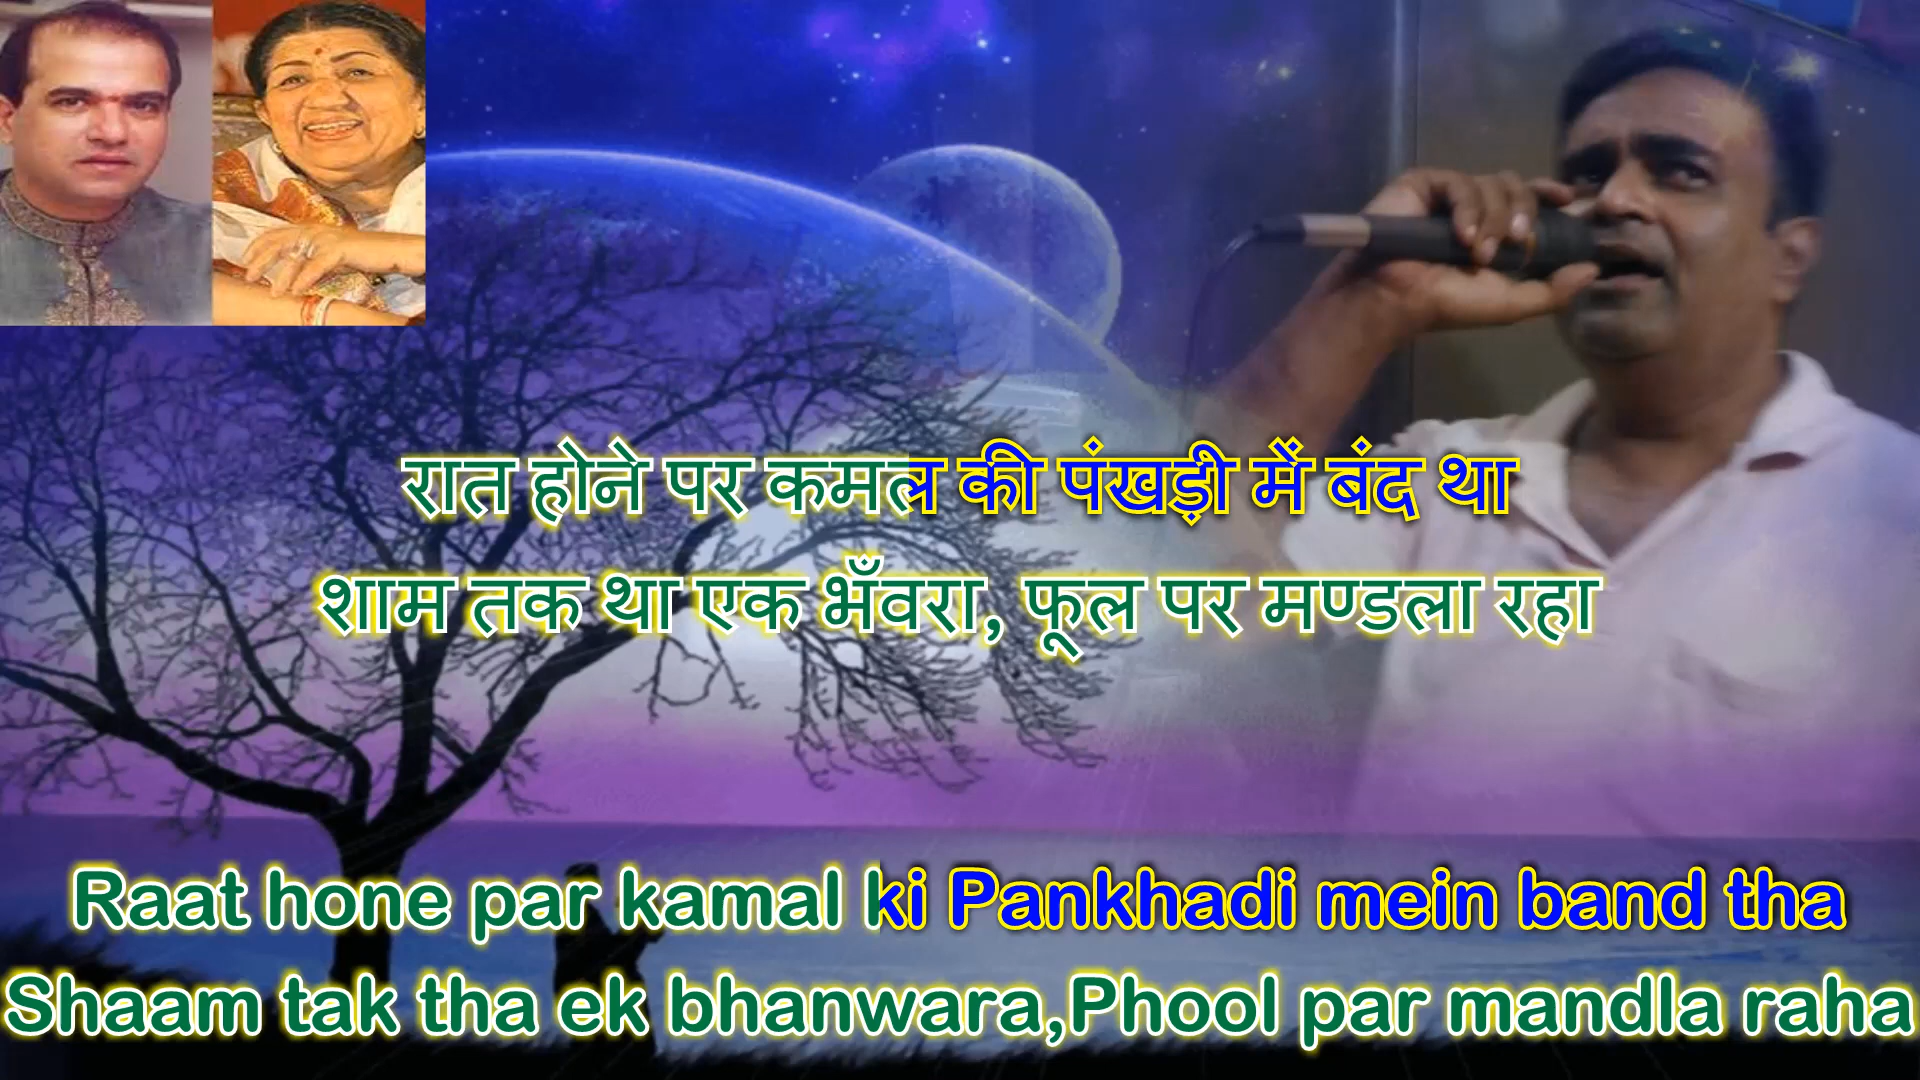 रात होने पर कमल की पंखड़ी में बंद था
शाम तक था एक भँवरा, फूल पर मण्डला रहा
Raat hone par kamal ki Pankhadi mein band tha
Shaam tak tha ek bhanwara,Phool par mandla raha